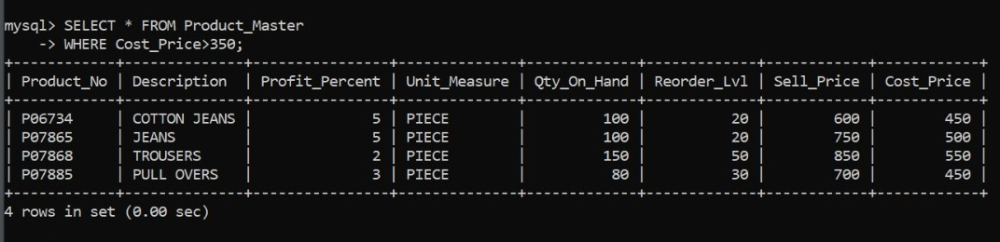 mysql> SELECT * FROM Product_Master
    -> WHERE Cost_Price>350;
+------------+--------------+----------------+--------------+-------------+-------------+------------+------------+
| Product_No | Description  | Profit_Percent | Unit_Measure | Qty_On_Hand | Reorder_Lvl | Sell_Price | Cost_Price |
+------------+--------------+----------------+--------------+-------------+-------------+------------+------------+
| P06734     | COTTON JEANS |              5 | PIECE        |         100 |          20 |        600 |        450 |
| P07865     | JEANS        |              5 | PIECE        |         100 |          20 |        750 |        500 |
| P07868     | TROUSERS     |              2 | PIECE        |         150 |          50 |        850 |        550 |
| P07885     | PULL OVERS   |              3 | PIECE        |          80 |          30 |        700 |        450 |
+------------+--------------+----------------+--------------+-------------+-------------+------------+------------+
4 rows in set (0.00 sec)